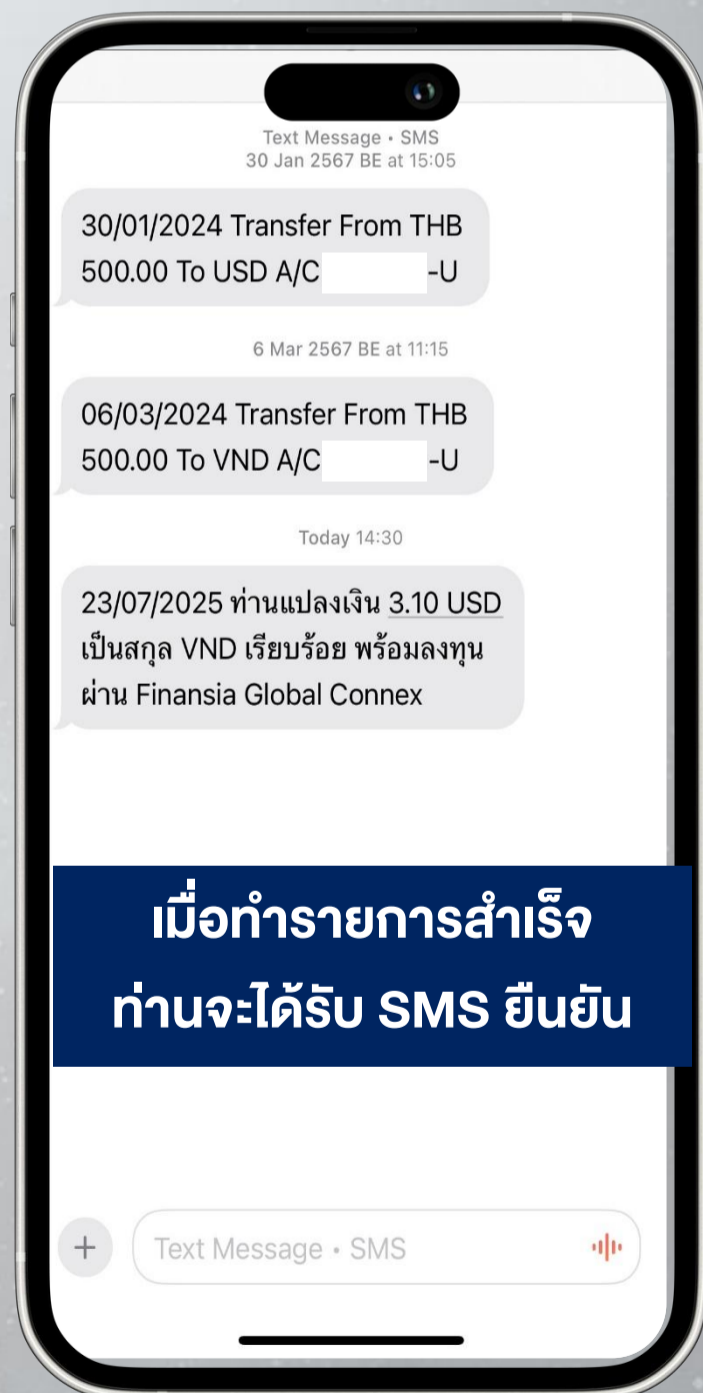 Text Message • SMS
30 Jan 2567 BE at 15:05
30/01/2024 Transfer From THB
500.00 To USD A/C -U
6 Mar 2567 BE at 11:15
06/03/2024 Transfer From THB
500.00 To VND A/C -U
Today 14:30
23/07/2025 ท่านแปลงเงิน 3.10 USD
เป็นสกุล VND เรียบร้อย พร้อมลงทุน
ผ่าน Finansia Global Connex
เมื่อทำรายการสำเร็จ
ท่านจะได้รับ SMS ยืนยัน
Text Message • SMS